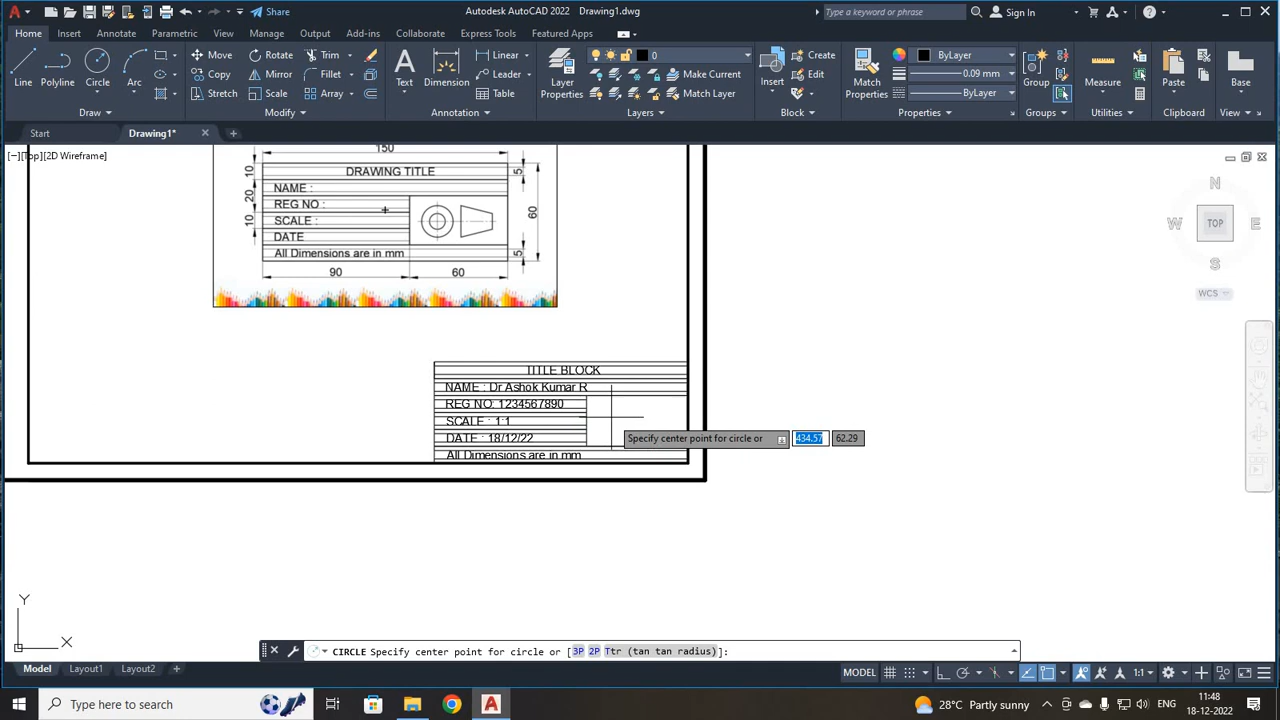 Share
Autodesk AutoCAD 2022 Drawing1.dwg
Type a keyword or phrase
Sign In
Home Insert Annotate Parametric View Manage Output Add-ins Collaborate Express Tools Featured Apps
Line Polyline Circle Arc
Move Rotate Trim
Copy Mirror Fillet
Stretch Scale Array
Text Dimension
Linear
Leader
Table
Layer Properties
0
Make Current
Match Layer
Insert
Create
Edit
Match Properties
ByLayer
0.09 mm
ByLayer
Group
Measure
Paste
Base
Draw Modify Annotation Layers Block Properties Groups Utilities Clipboard View
Start Drawing1*
[−][Top][2D Wireframe]
N
W TOP E
S
WCS
150
DRAWING TITLE
NAME :
REG NO :
SCALE :
DATE
All Dimensions are in mm
10
20
10
5
60
5
90 60
TITLE BLOCK
NAME : Dr Ashok Kumar R
REG NO: 1234567890
SCALE : 1:1
DATE : 18/12/22
All Dimensions are in mm
Specify center point for circle or 434.57 62.29
Y
X
CIRCLE Specify center point for circle or [3P 2P Ttr (tan tan radius)]:
Model Layout1 Layout2
MODEL 1:1
Type here to search
28°C Partly sunny
ENG
11:48
18-12-2022